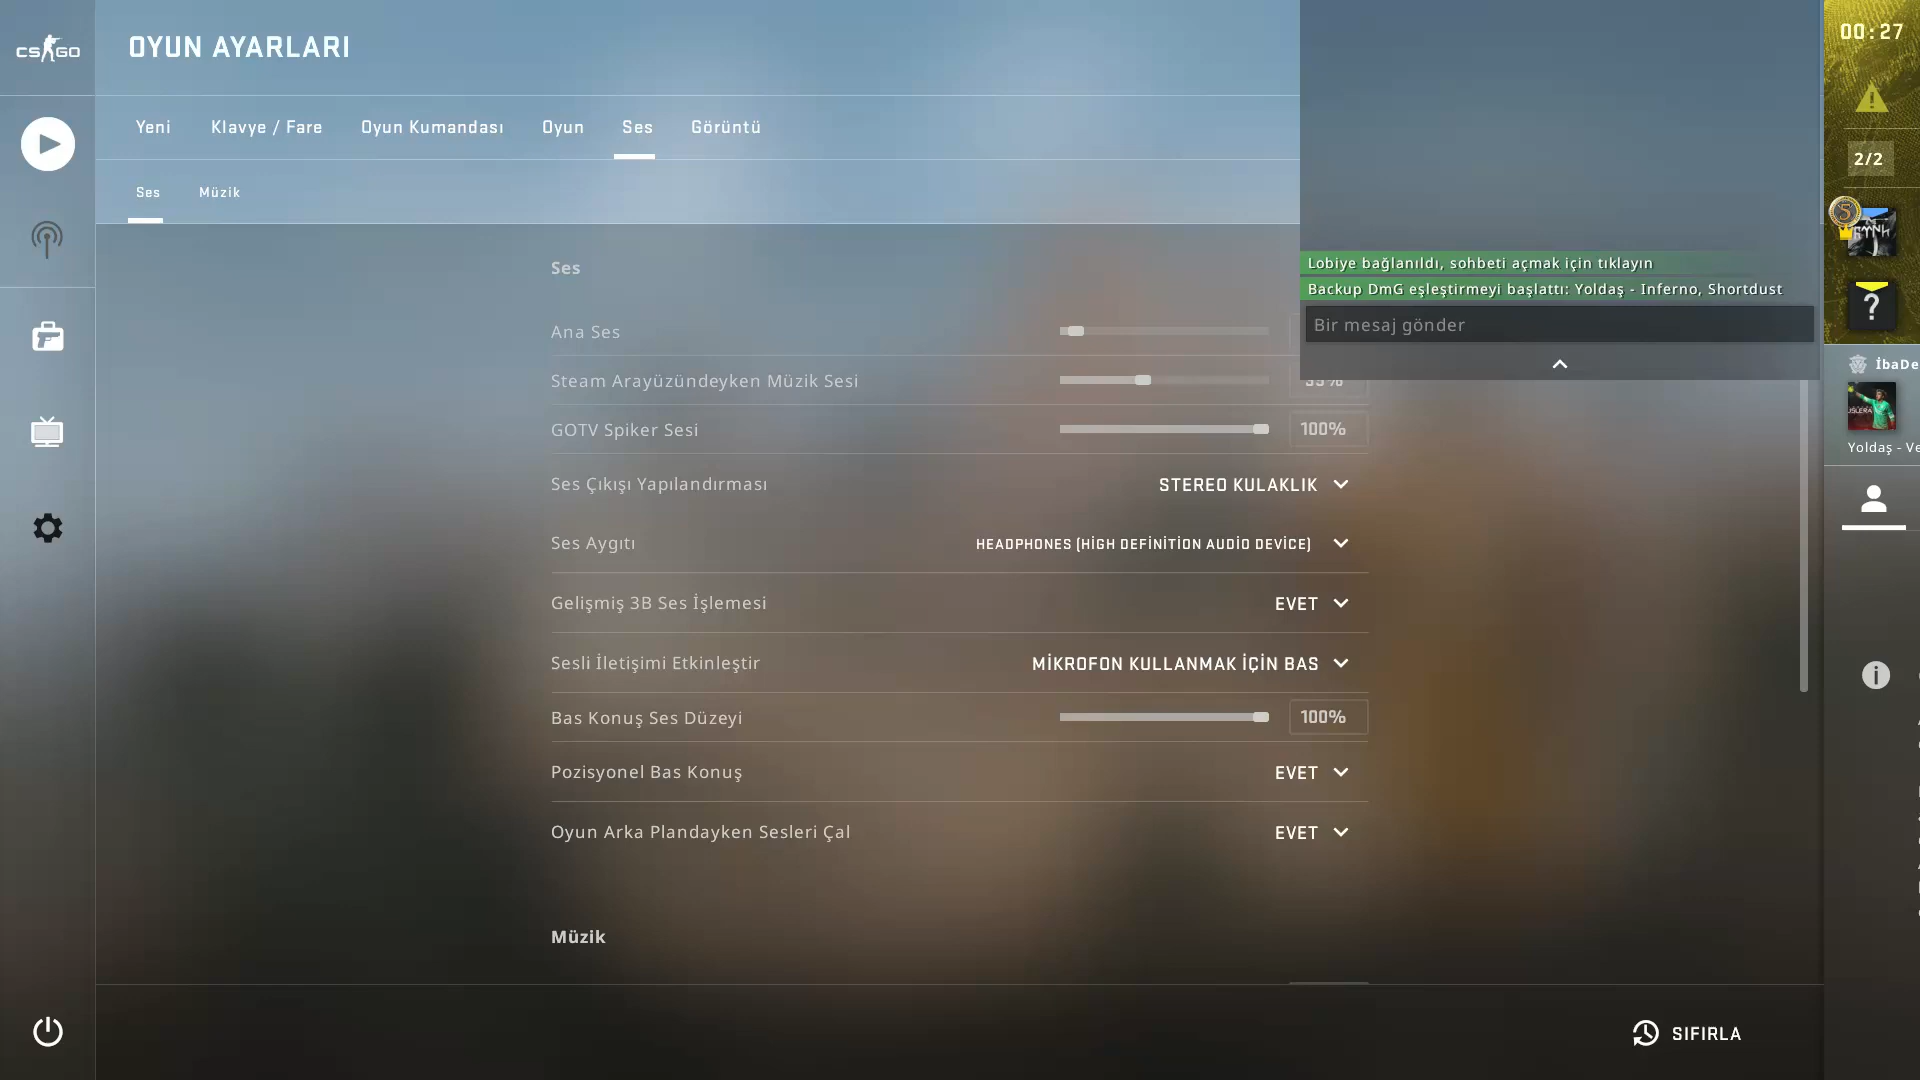 CS GO
OYUN AYARLARI
00:27
Yeni
Klavye / Fare
Oyun Kumandası
Oyun
Ses
Görüntü
2/2
Ses
Müzik
5
Ses
Lobiye bağlanıldı, sohbeti açmak için tıklayın
Backup DmG eşleştirmeyi başlattı: Yoldaş - Inferno, Shortdust
?
Bir mesaj gönder
Ana Ses
İbaDe
Steam Arayüzündeyken Müzik Sesi
GOTV Spiker Sesi
100%
Yoldaş - Ve
Ses Çıkışı Yapılandırması
STEREO KULAKLIK
Ses Aygıtı
HEADPHONES (HİGH DEFİNİTİON AUDİO DEVİCE)
Gelişmiş 3B Ses İşlemesi
EVET
Sesli İletişimi Etkinleştir
MİKROFON KULLANMAK İÇİN BAS
Bas Konuş Ses Düzeyi
100%
Pozisyonel Bas Konuş
EVET
Oyun Arka Plandayken Sesleri Çal
EVET
Müzik
SIFIRLA